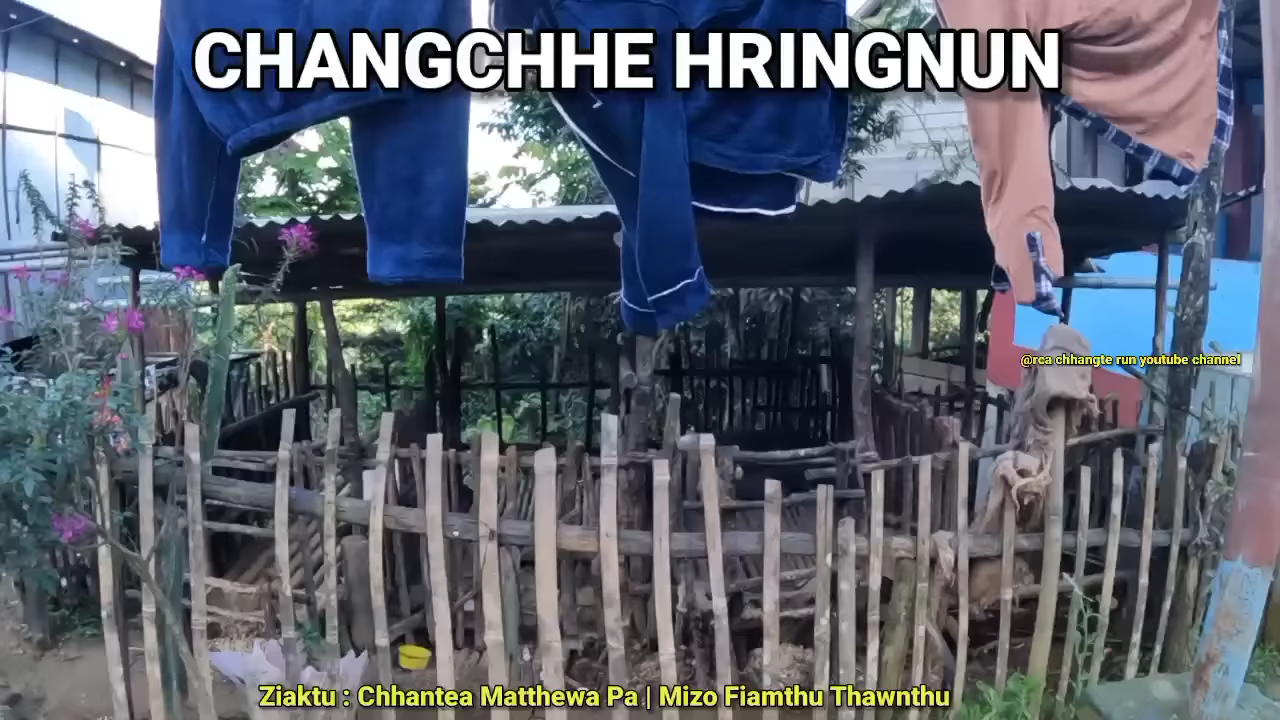 CHANGCHHE HRINGNUN
@rca chhangte run youtube channel
Ziaktu : Chhantea Matthewa Pa | Mizo Fiamthu Thawnthu